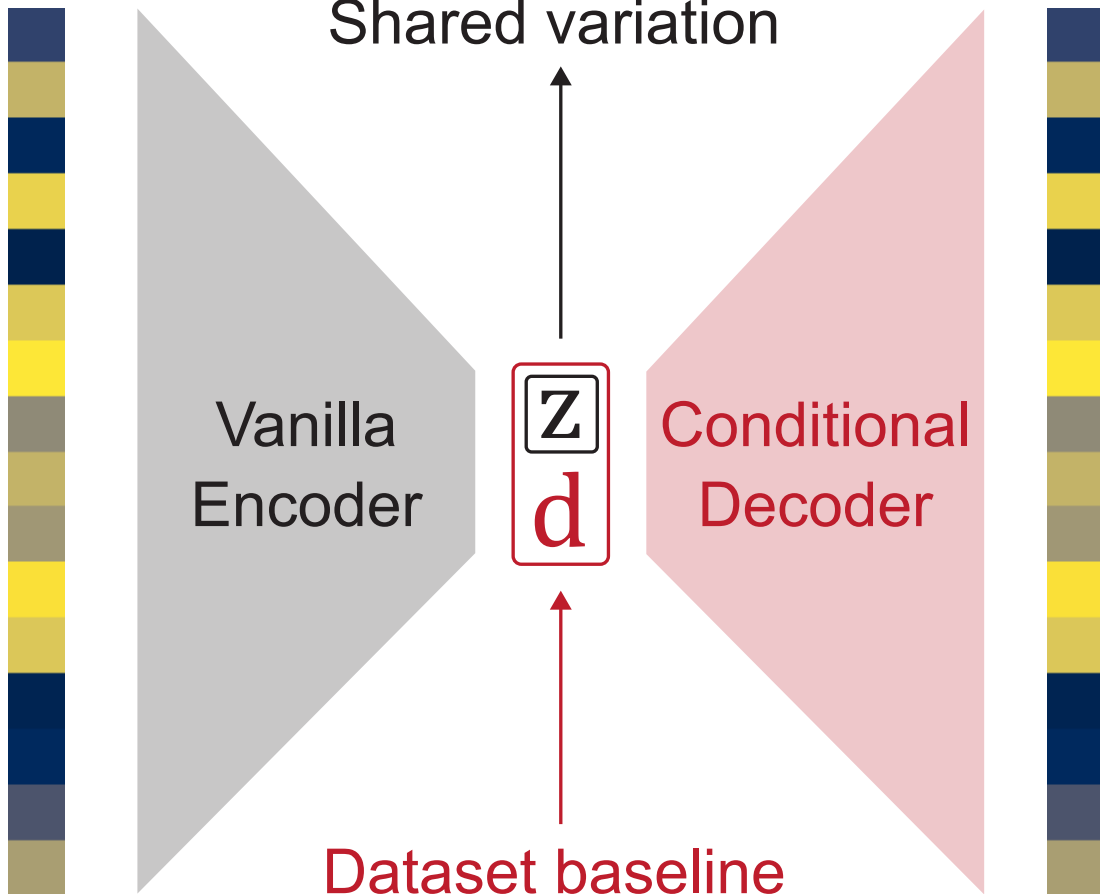 Shared variation
Vanilla
Encoder
z
d
Conditional
Decoder
Dataset baseline